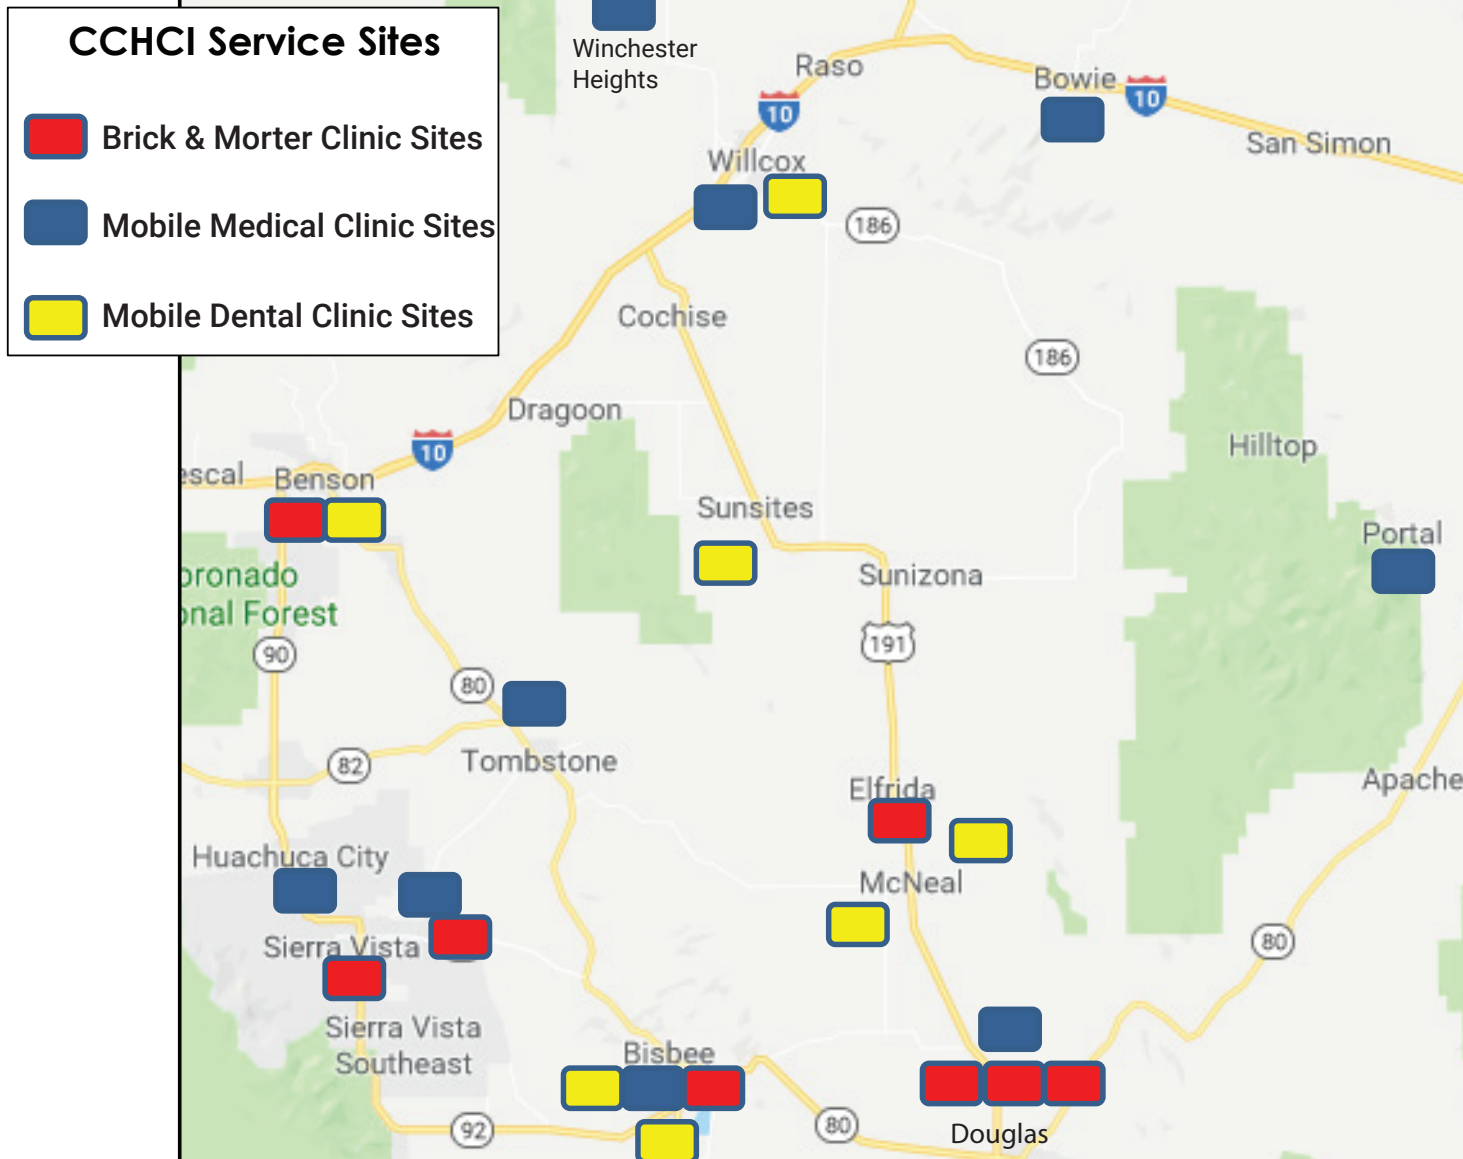 CCHCI Service Sites
Brick & Morter Clinic Sites
Mobile Medical Clinic Sites
Mobile Dental Clinic Sites
Winchester
Heights
Raso
Bowie
10
10
San Simon
Willcox
186
Cochise
186
Dragoon
10
Hilltop
escal
Benson
Sunsites
Portal
oronado
onal Forest
Sunizona
191
90
80
82
Tombstone
Elfrida
Apache
Huachuca City
McNeal
Sierra Vista
80
Sierra Vista
Southeast
Bisbee
92
80
Douglas